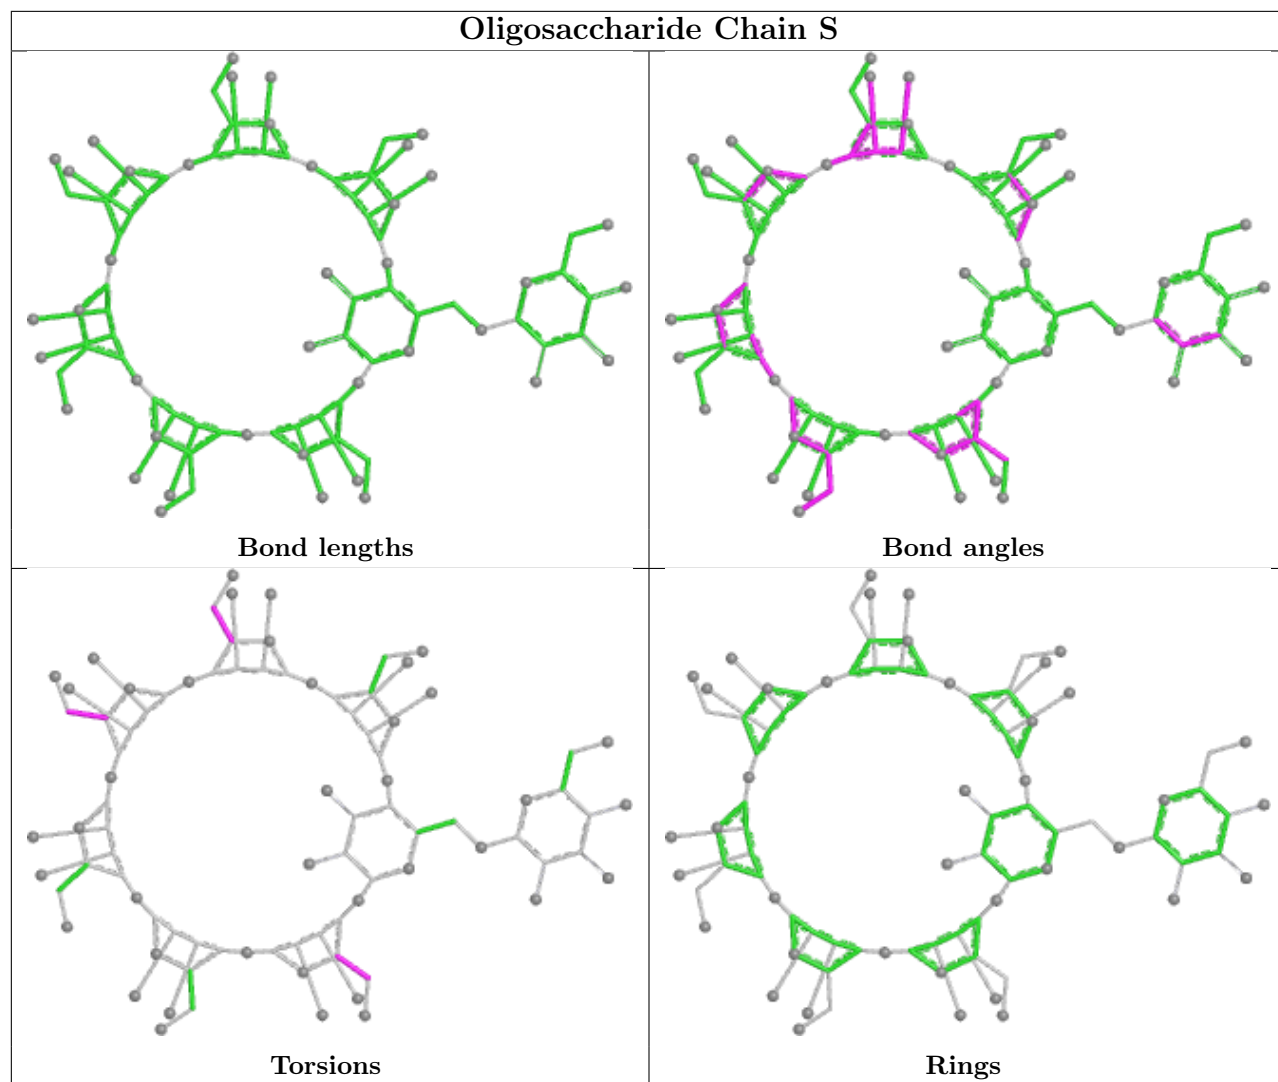 Oligosaccharide Chain S
Bond lengths
Bond angles
Torsions
Rings